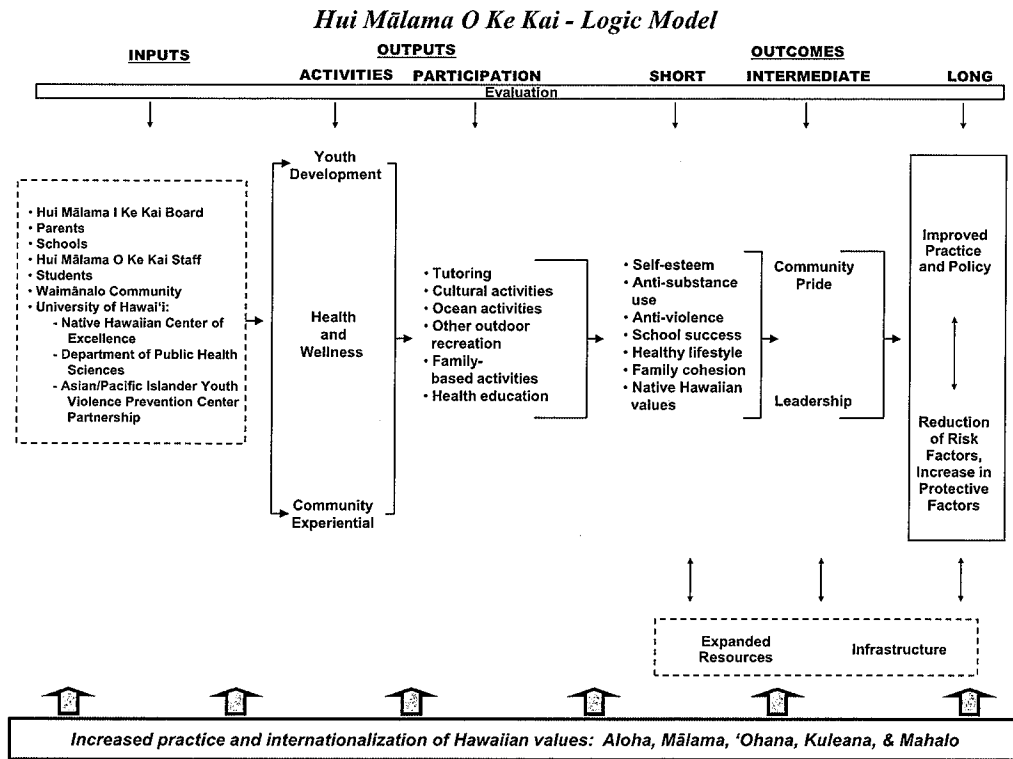 Hui Mālama O Ke Kai - Logic Model
INPUTS
OUTPUTS
OUTCOMES
ACTIVITIES PARTICIPATION
SHORT INTERMEDIATE LONG
Evaluation
• Hui Mālama I Ke Kai Board
• Parents
• Schools
• Hui Mālama O Ke Kai Staff
• Students
• Waimānalo Community
• University of Hawai‘i:
- Native Hawaiian Center of
Excellence
- Department of Public Health
Sciences
- Asian/Pacific Islander Youth
Violence Prevention Center
Partnership
Youth
Development
Health
and
Wellness
Community
Experiential
• Tutoring
• Cultural activities
• Ocean activities
• Other outdoor
recreation
• Family-
based activities
• Health education
• Self-esteem
• Anti-substance
use
• Anti-violence
• School success
• Healthy lifestyle
• Family cohesion
• Native Hawaiian
values
Community
Pride
Leadership
Improved
Practice
and Policy
Reduction
of Risk
Factors,
Increase in
Protective
Factors
Expanded
Resources
Infrastructure
Increased practice and internationalization of Hawaiian values: Aloha, Mālama, ‘Ohana, Kuleana, & Mahalo